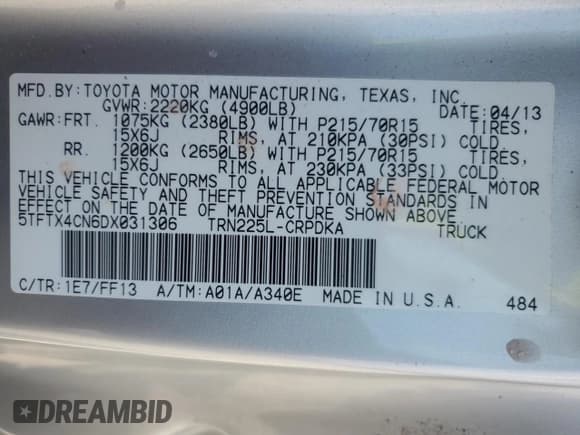 MFD.BY:TOYOTA MOTOR MANUFACTURING, TEXAS, INC.
GVWR:2220KG (4900LB) DATE:04/13
GAWR:FRT. 1075KG (2380LB) WITH P215/70R15 TIRES,
15X6J RIMS, AT 210KPA (30PSI) COLD.
RR. 1200KG (2650LB) WITH P215/70R15 TIRES,
15X6J RIMS, AT 230KPA (33PSI) COLD.
THIS VEHICLE CONFORMS TO ALL APPLICABLE FEDERAL MOTOR
VEHICLE SAFETY AND THEFT PREVENTION STANDARDS IN
EFFECT ON THE DATE OF MANUFACTURE SHOWN ABOVE.
5TFTX4CN6DX031306 TRN225L-CRPDKA TRUCK
C/TR:1E7/FF13 A/TM:A01A/A340E MADE IN U.S.A. 484
DREAMBID